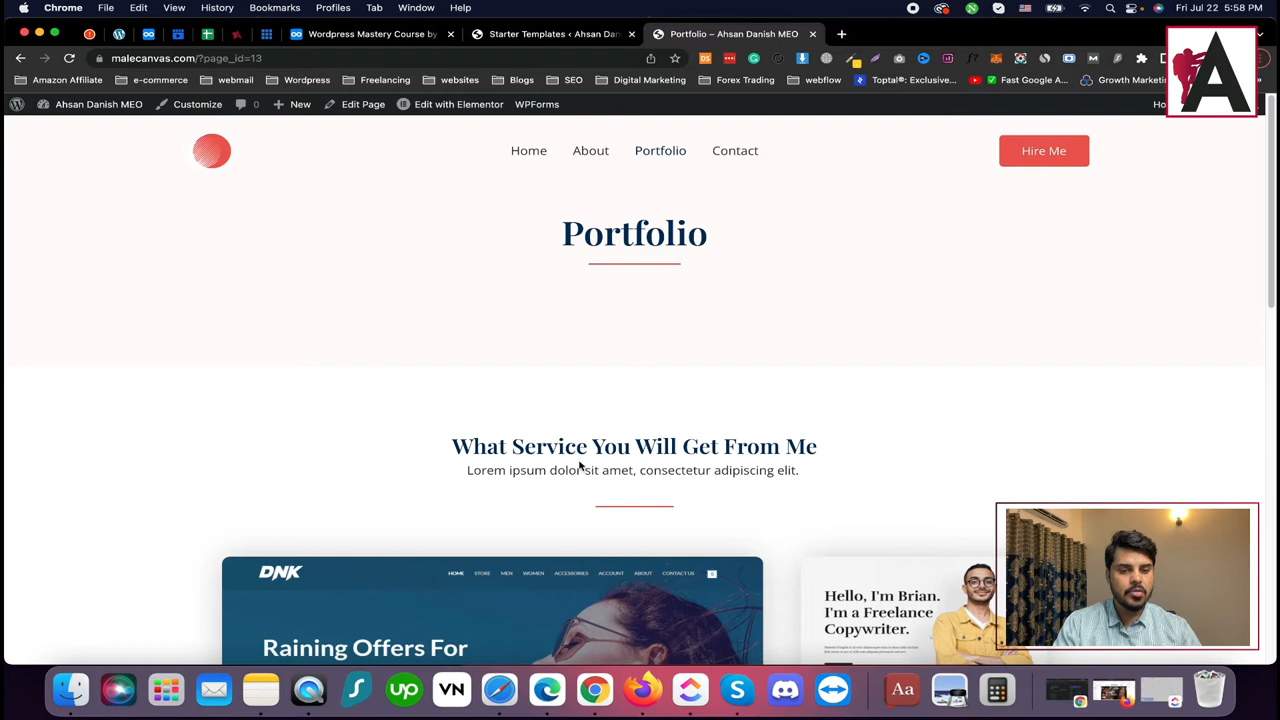 Chrome File Edit View History Bookmarks Profiles Tab Window Help Fri Jul 22 5:58 PM
Wordpress Mastery Course by Starter Templates ‹ Ahsan Dan Portfolio – Ahsan Danish MEO
malecanvas.com/?page_id=13
Amazon Affiliate e-commerce webmail Wordpress Freelancing websites Blogs SEO Digital Marketing Forex Trading webflow Toptal®: Exclusive... Fast Google A... Growth Market
Ahsan Danish MEO Customize 0 New Edit Page Edit with Elementor WPForms
A
Home About Portfolio Contact Hire Me
Portfolio
What Service You Will Get From Me
Lorem ipsum dolor sit amet, consectetur adipiscing elit.
DNK HOME STORE MEN WOMEN ACCESSORIES ACCOUNT ABOUT CONTACT US
Raining Offers For
Hello, I'm Brian.
I'm a Freelance
Copywriter.
up VN Aa